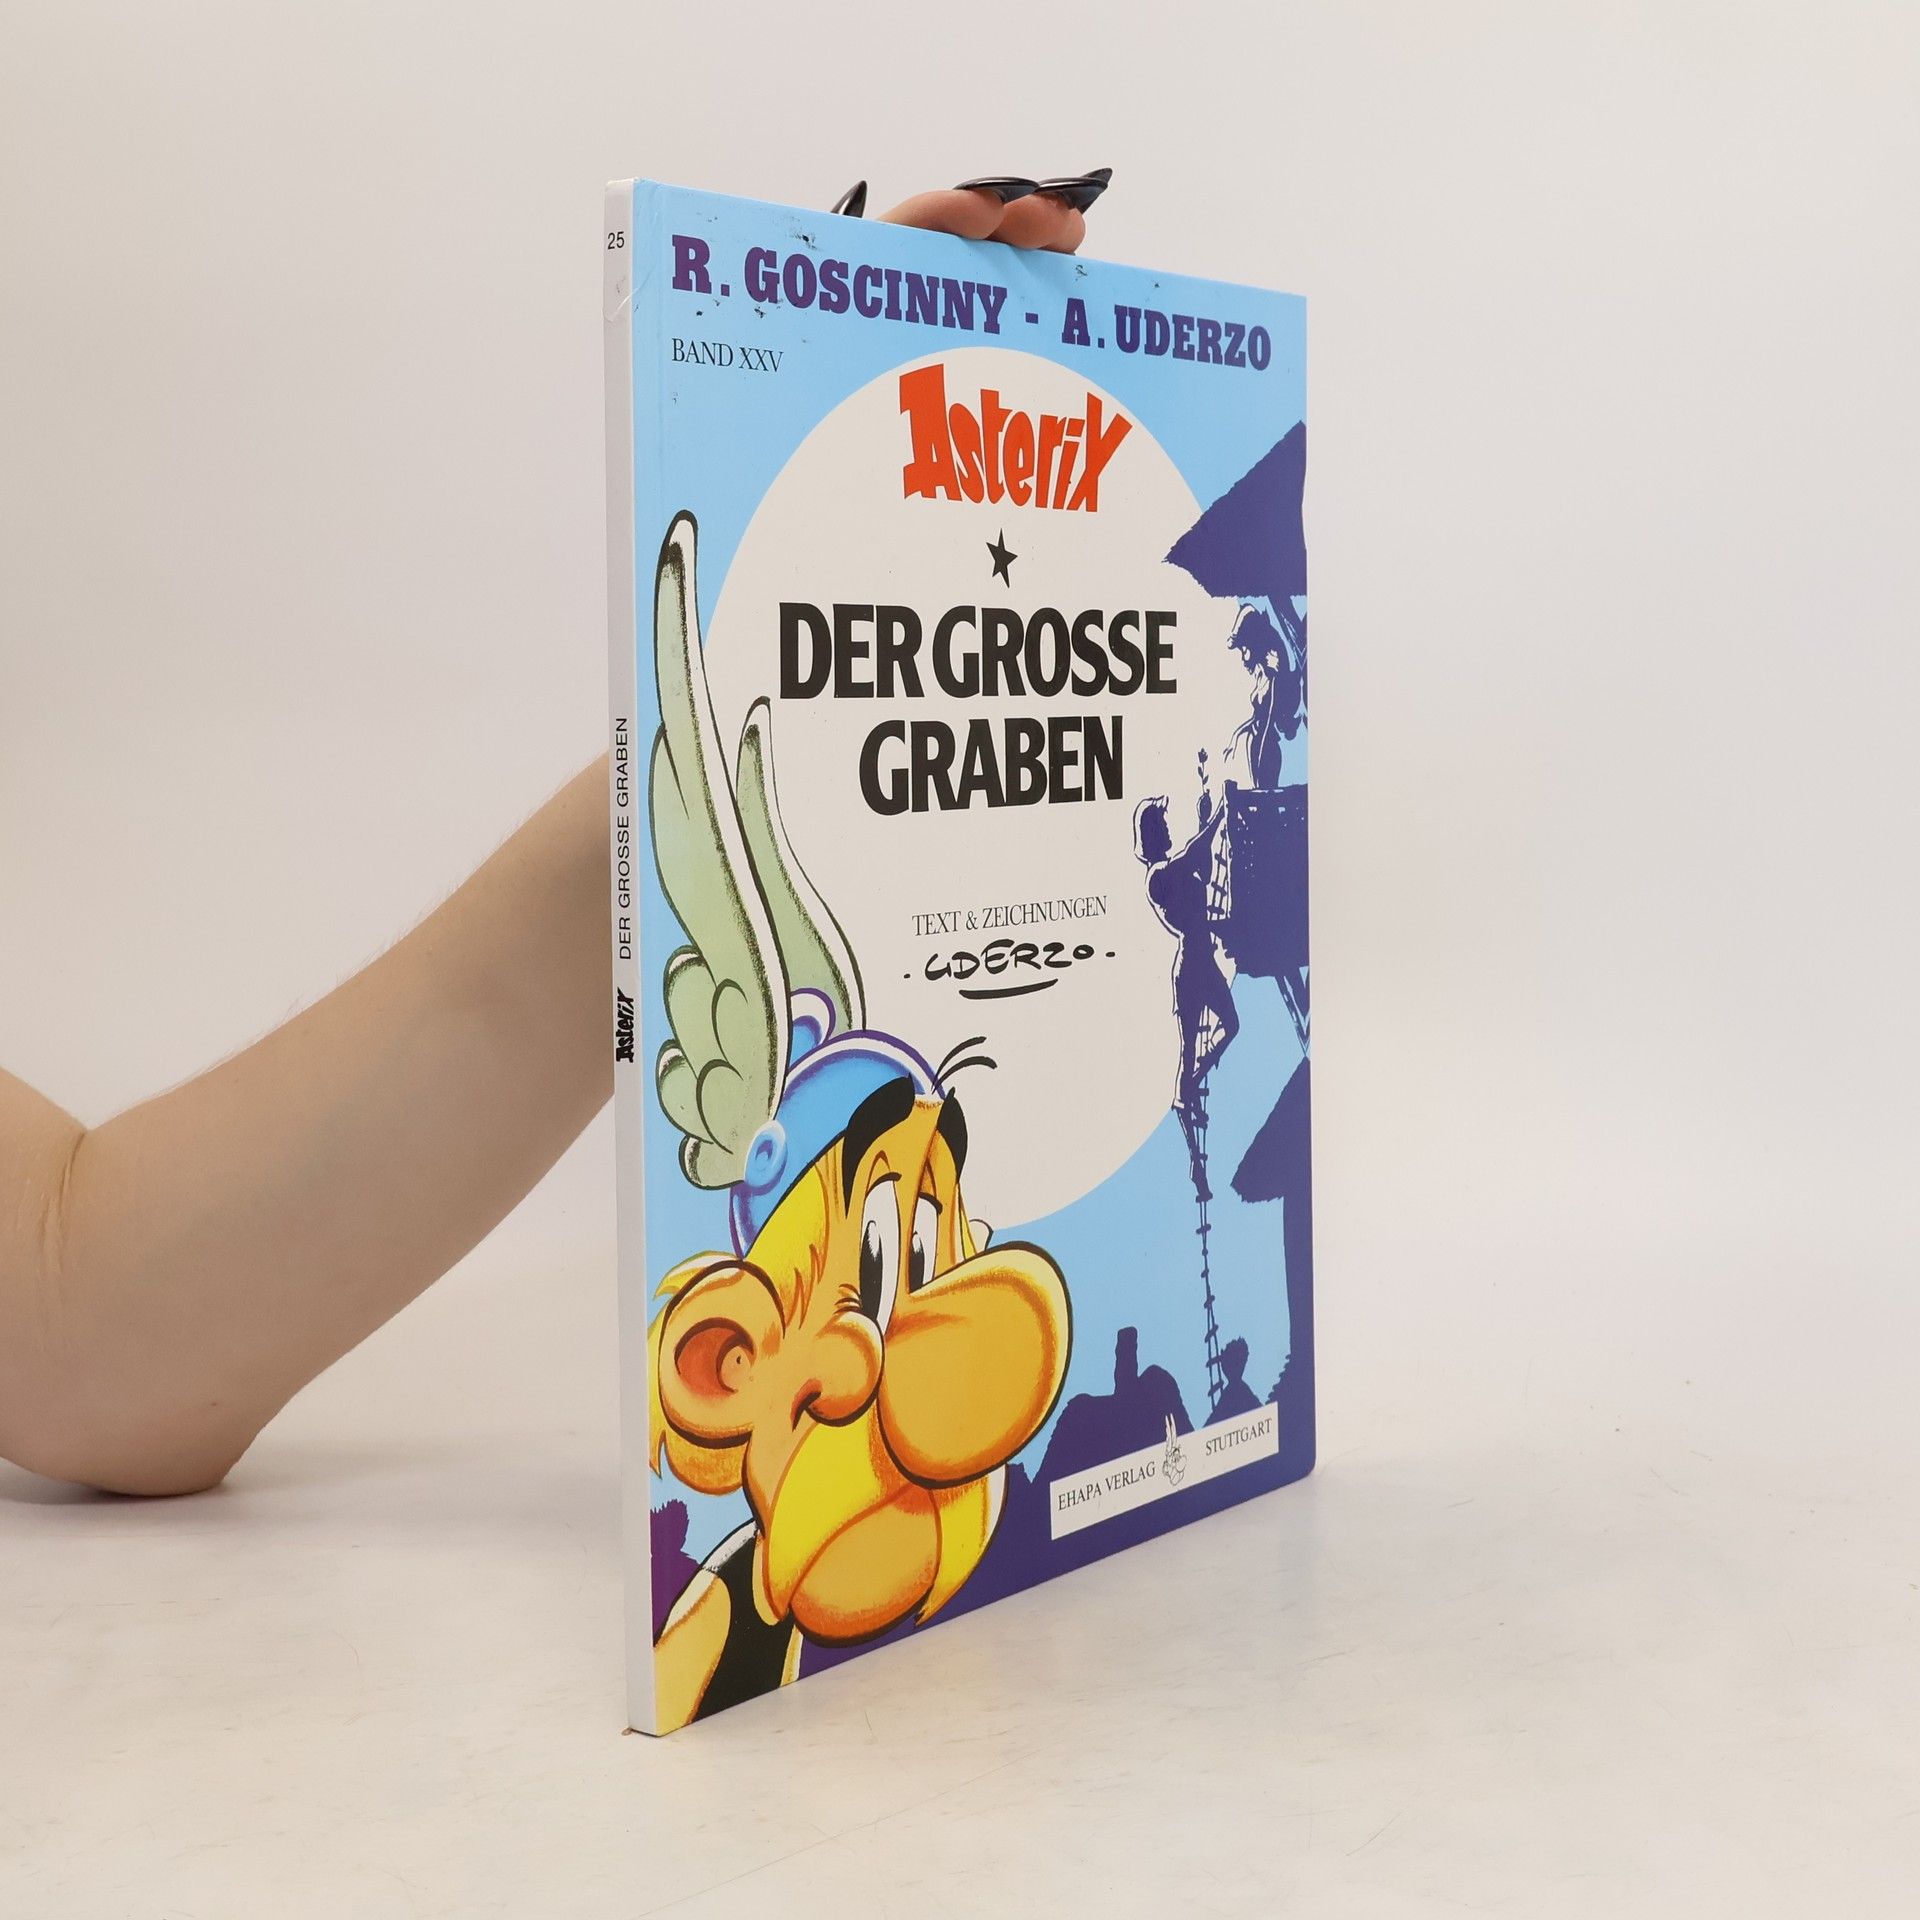 25
DER GROSSE GRABEN
Asterix
R. GOSCINNY - A. UDERZO
BAND XXV
Asterix
DER GROSSE
GRABEN
TEXT & ZEICHNUNGEN
. UDERZO .
EHAPA VERLAG STUTTGART